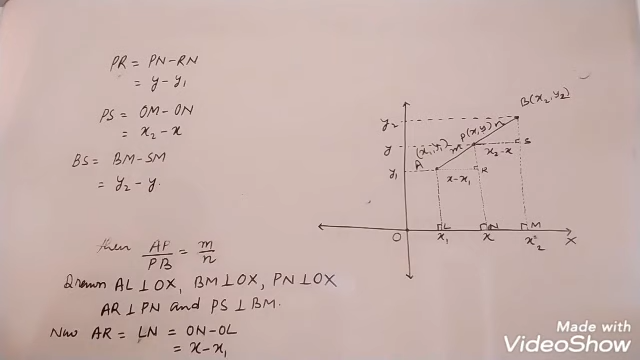 PR = PN-RN
= y-y₁
PS = OM-ON
= x₂-x
BS = BM-SM
= y₂-y.
then AP/PB = m/n
Drawn AL⊥OX, BM⊥OX, PN⊥OX
AR⊥PN and PS⊥BM.
Now AR = LN = ON-OL
= x-x₁
B(x₂,y₂)
y₂
P(x,y) n
y
(x₁,y₁) m
S
x₂-x
A
y₁
x-x₁
R
L
N
M
O
x₁
x
x₂
X
Made with
VideoShow